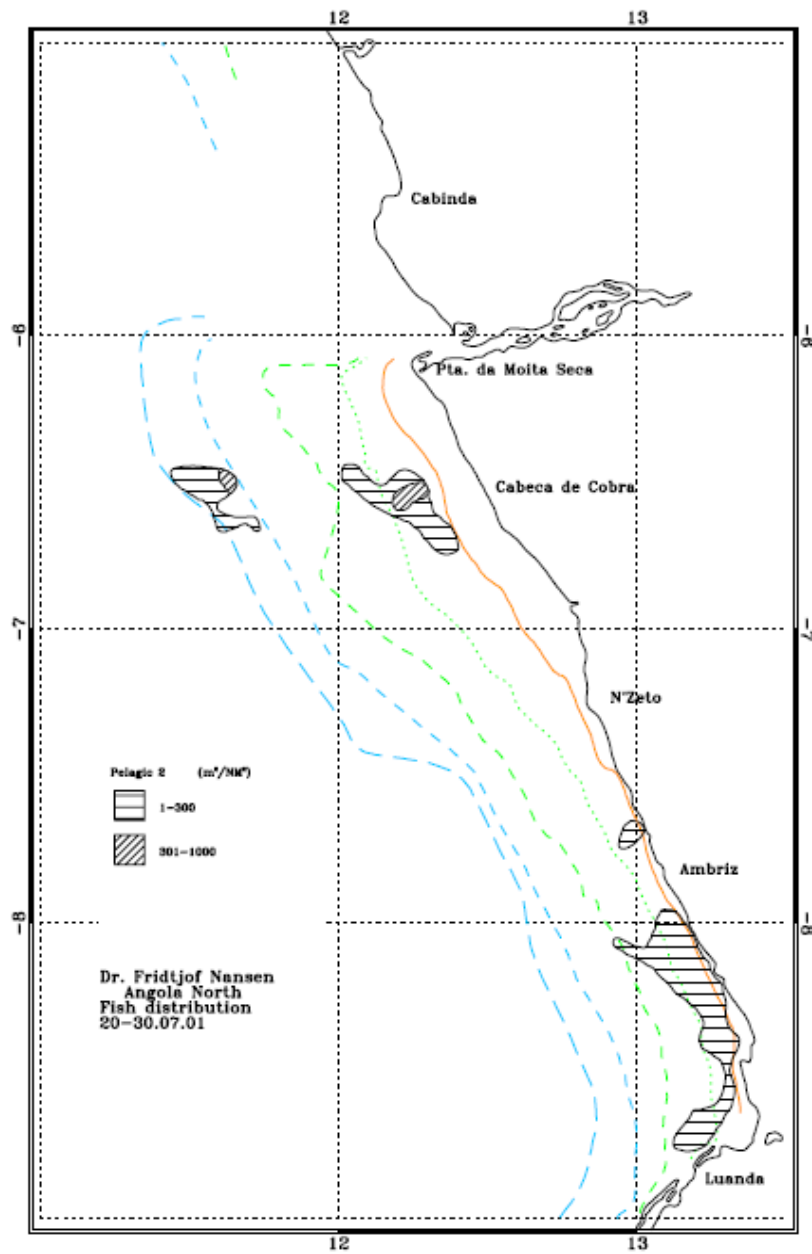 12 13
Cabinda
-6 -6
Pta. da Moita Seca
Cabeca de Cobra
-7 -7
N'Zeto
Pelagic 2 (m²/NM²)
1-300
301-1000
Ambriz
-8 -8
Dr. Fridtjof Nansen
Angola North
Fish distribution
20-30.07.01
Luanda
12 13